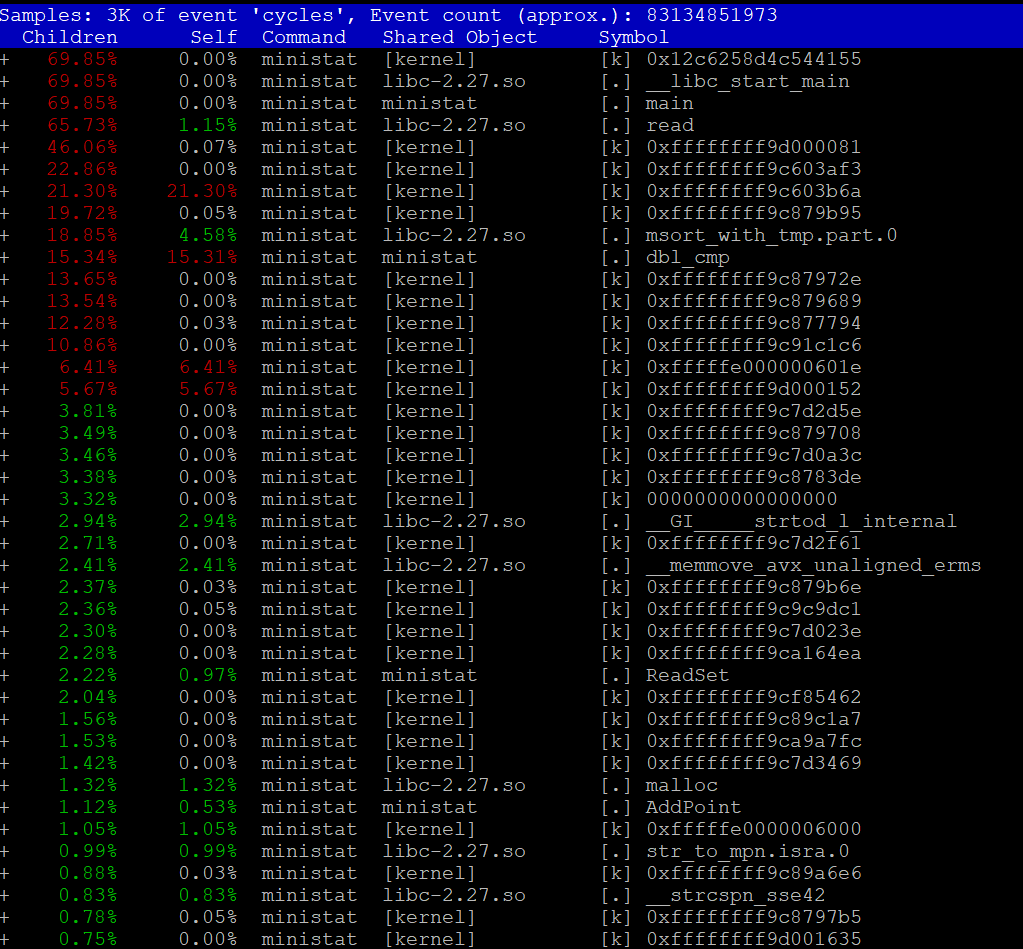 Samples: 3K of event 'cycles', Event count (approx.): 83134851973
Children Self Command Shared Object Symbol
+ 69.85% 0.00% ministat [kernel] [k] 0x12c6258d4c544155
+ 69.85% 0.00% ministat libc-2.27.so [.] __libc_start_main
+ 69.85% 0.00% ministat ministat [.] main
+ 65.73% 1.15% ministat libc-2.27.so [.] read
+ 46.06% 0.07% ministat [kernel] [k] 0xffffffff9d000081
+ 22.86% 0.00% ministat [kernel] [k] 0xffffffff9c603af3
+ 21.30% 21.30% ministat [kernel] [k] 0xffffffff9c603b6a
+ 19.72% 0.05% ministat [kernel] [k] 0xffffffff9c879b95
+ 18.85% 4.58% ministat libc-2.27.so [.] msort_with_tmp.part.0
+ 15.34% 15.31% ministat ministat [.] dbl_cmp
+ 13.65% 0.00% ministat [kernel] [k] 0xffffffff9c87972e
+ 13.54% 0.00% ministat [kernel] [k] 0xffffffff9c879689
+ 12.28% 0.03% ministat [kernel] [k] 0xffffffff9c877794
+ 10.86% 0.00% ministat [kernel] [k] 0xffffffff9c91c1c6
+ 6.41% 6.41% ministat [kernel] [k] 0xfffffe000000601e
+ 5.67% 5.67% ministat [kernel] [k] 0xffffffff9d000152
+ 3.81% 0.00% ministat [kernel] [k] 0xffffffff9c7d2d5e
+ 3.49% 0.00% ministat [kernel] [k] 0xffffffff9c879708
+ 3.46% 0.00% ministat [kernel] [k] 0xffffffff9c7d0a3c
+ 3.38% 0.00% ministat [kernel] [k] 0xffffffff9c8783de
+ 3.32% 0.00% ministat [kernel] [k] 0000000000000000
+ 2.94% 2.94% ministat libc-2.27.so [.] __GI_____strtod_l_internal
+ 2.71% 0.00% ministat [kernel] [k] 0xffffffff9c7d2f61
+ 2.41% 2.41% ministat libc-2.27.so [.] __memmove_avx_unaligned_erms
+ 2.37% 0.03% ministat [kernel] [k] 0xffffffff9c879b6e
+ 2.36% 0.05% ministat [kernel] [k] 0xffffffff9c9c9dc1
+ 2.30% 0.00% ministat [kernel] [k] 0xffffffff9c7d023e
+ 2.28% 0.00% ministat [kernel] [k] 0xffffffff9ca164ea
+ 2.22% 0.97% ministat ministat [.] ReadSet
+ 2.04% 0.00% ministat [kernel] [k] 0xffffffff9cf85462
+ 1.56% 0.00% ministat [kernel] [k] 0xffffffff9c89c1a7
+ 1.53% 0.00% ministat [kernel] [k] 0xffffffff9ca9a7fc
+ 1.42% 0.00% ministat [kernel] [k] 0xffffffff9c7d3469
+ 1.32% 1.32% ministat libc-2.27.so [.] malloc
+ 1.12% 0.53% ministat ministat [.] AddPoint
+ 1.05% 1.05% ministat [kernel] [k] 0xfffffe0000006000
+ 0.99% 0.99% ministat libc-2.27.so [.] str_to_mpn.isra.0
+ 0.88% 0.03% ministat [kernel] [k] 0xffffffff9c89a6e6
+ 0.83% 0.83% ministat libc-2.27.so [.] __strcspn_sse42
+ 0.78% 0.05% ministat [kernel] [k] 0xffffffff9c8797b5
+ 0.75% 0.00% ministat [kernel] [k] 0xffffffff9d001635